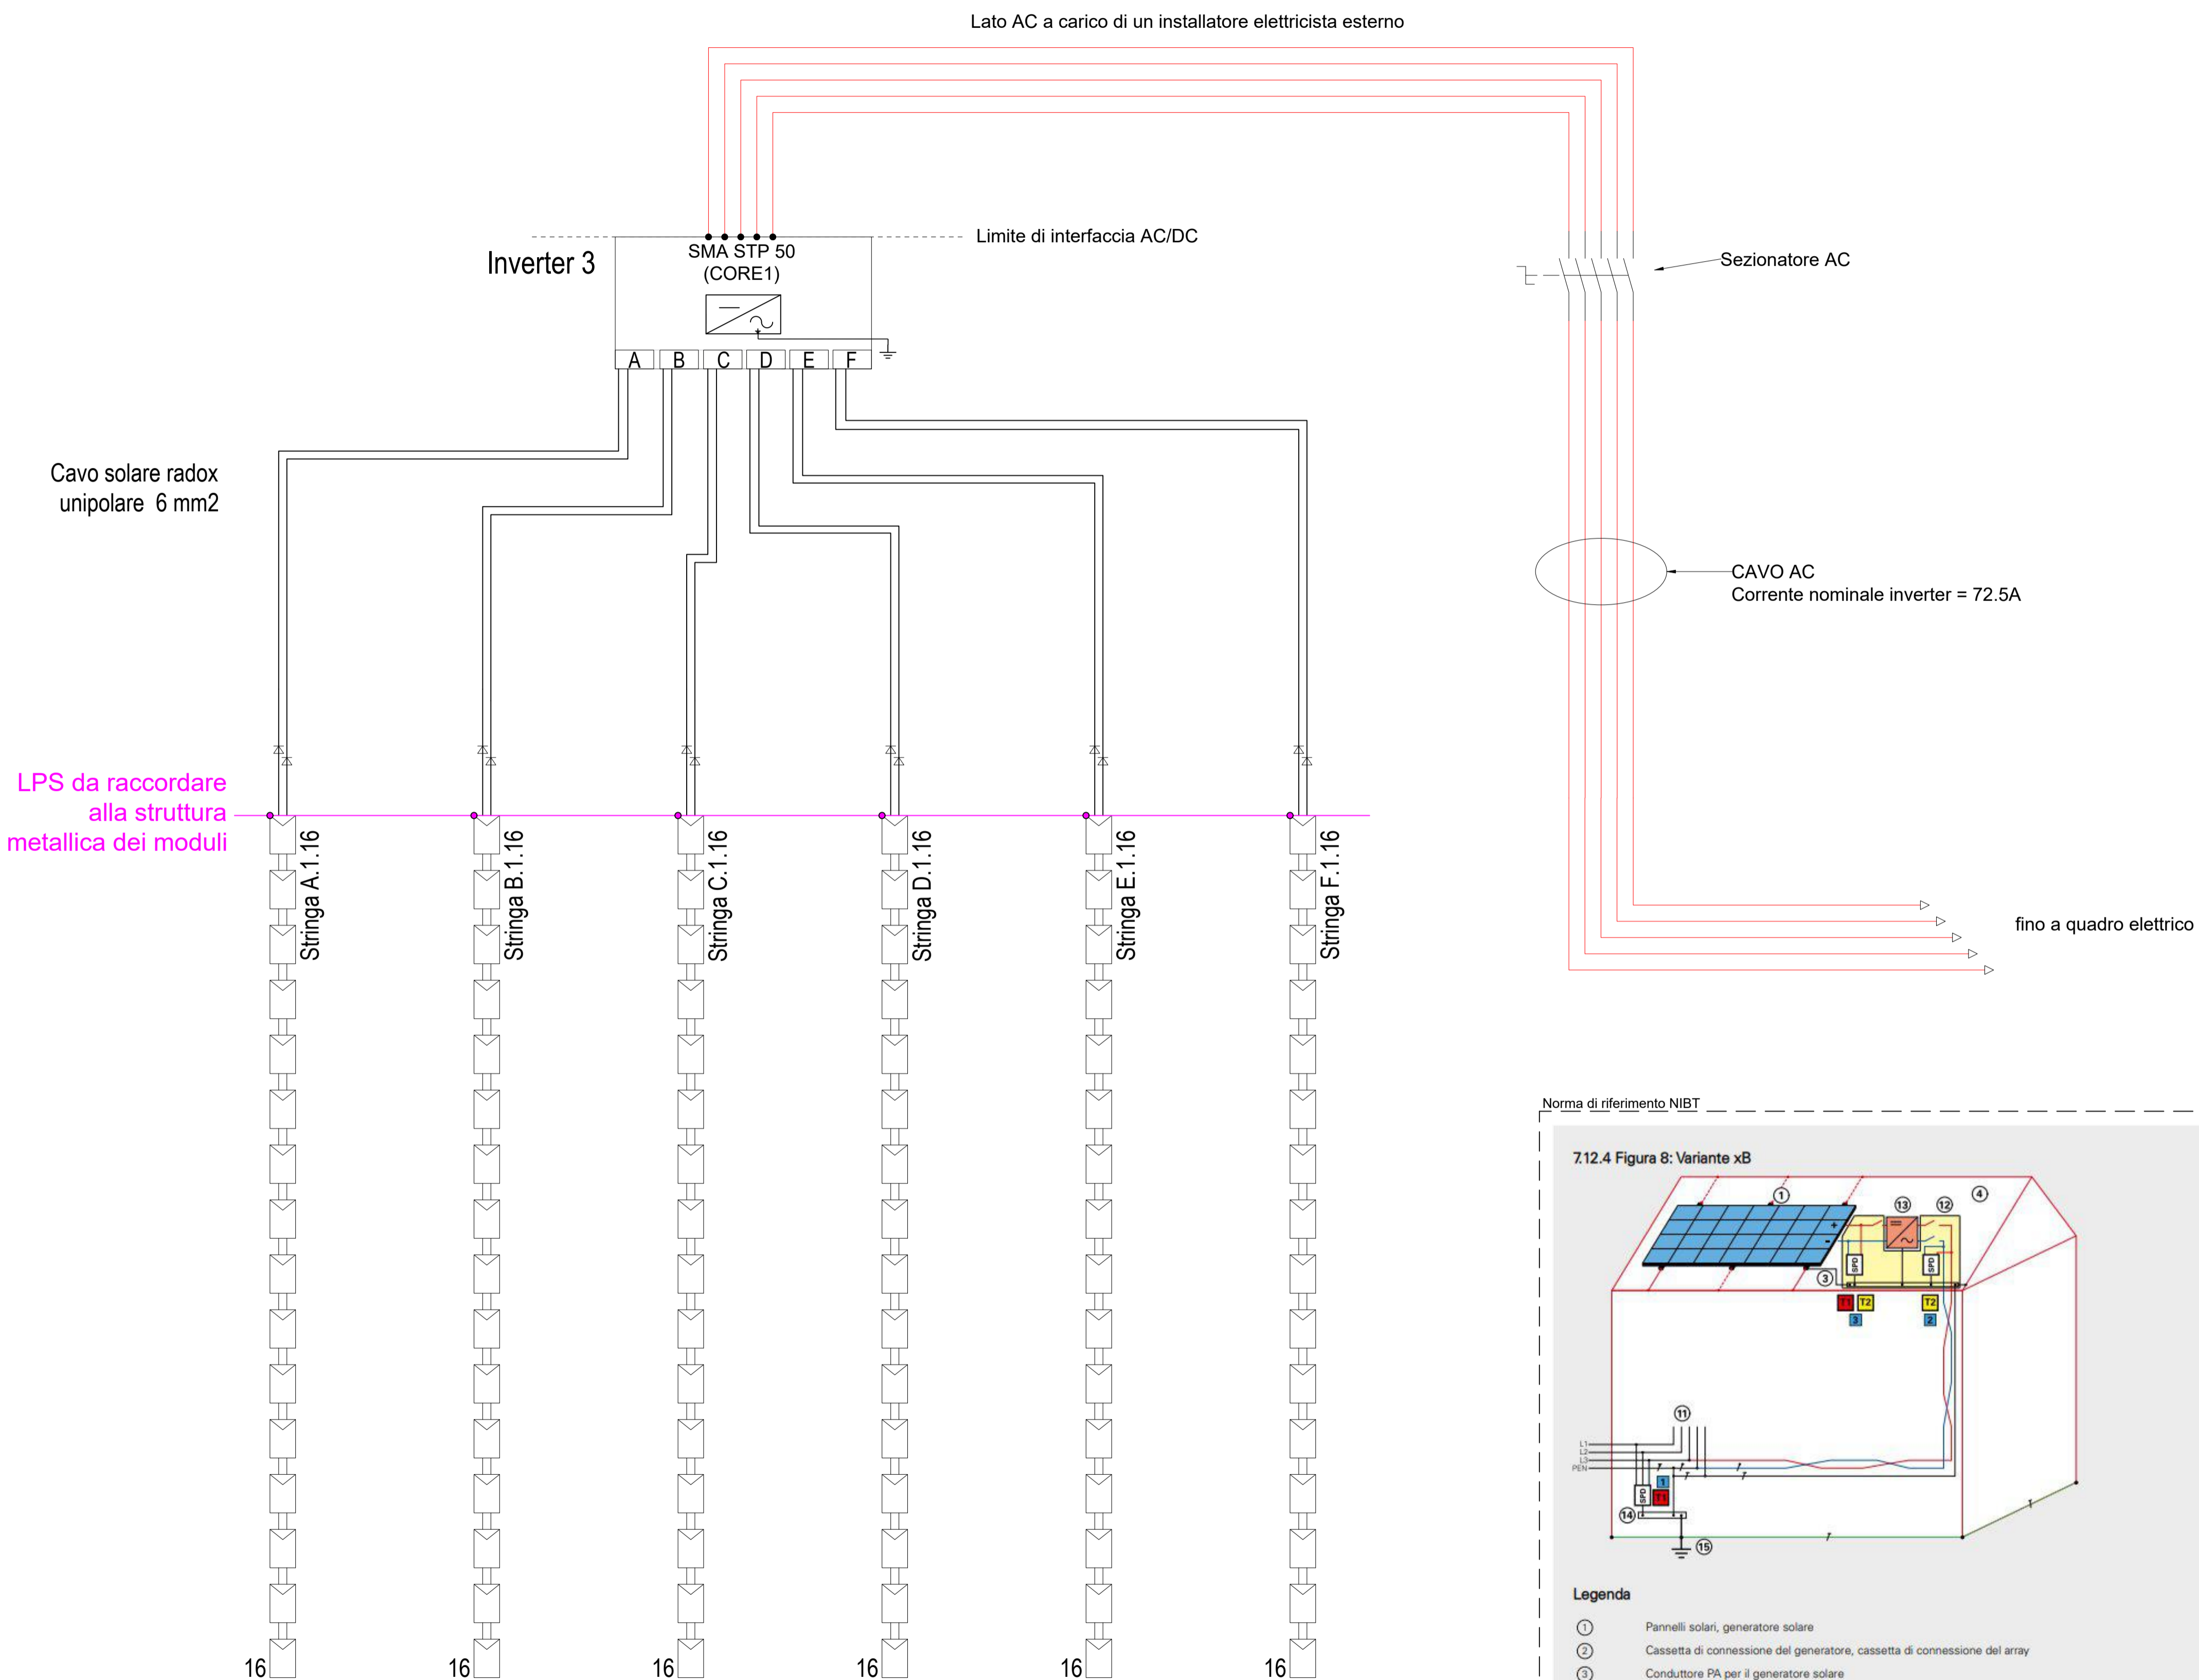 Lato AC a carico di un installatore elettricista esterno
Limite di interfaccia AC/DC
Inverter 3
SMA STP 50
(CORE1)
A B C D E F
Sezionatore AC
Cavo solare radox
unipolare 6 mm2
CAVO AC
Corrente nominale inverter = 72.5A
LPS da raccordare
alla struttura
metallica dei moduli
Stringa A.1.16
Stringa B.1.16
Stringa C.1.16
Stringa D.1.16
Stringa E.1.16
Stringa F.1.16
16
16
16
16
16
16
fino a quadro elettrico
Norma di riferimento NIBT
7.12.4 Figura 8: Variante xB
1
13
12
4
+
-
SPD
SPD
3
T1 T2
T2
3
2
11
L1
L2
L3
PEN
1
SPD
T1
14
15
Legenda
1 Pannelli solari, generatore solare
2 Cassetta di connessione del generatore, cassetta di connessione del array
3 Conduttore PA per il generatore solare